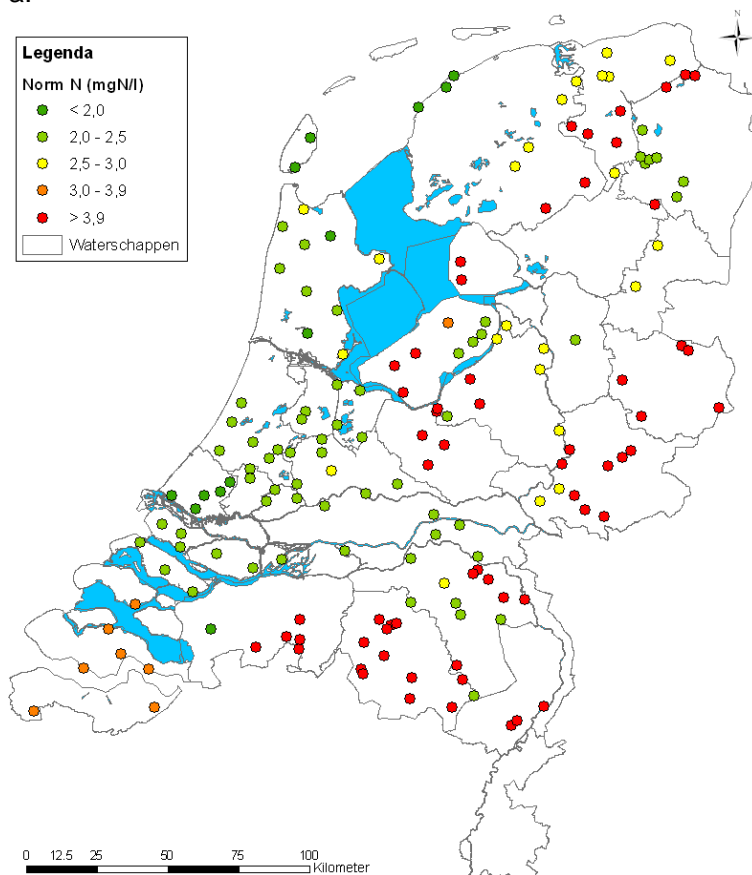 a.
N
Legenda
Norm N (mgN/l)
< 2,0
2,0 - 2,5
2,5 - 3,0
3,0 - 3,9
> 3,9
Waterschappen
0 12.5 25 50 75 100
Kilometer